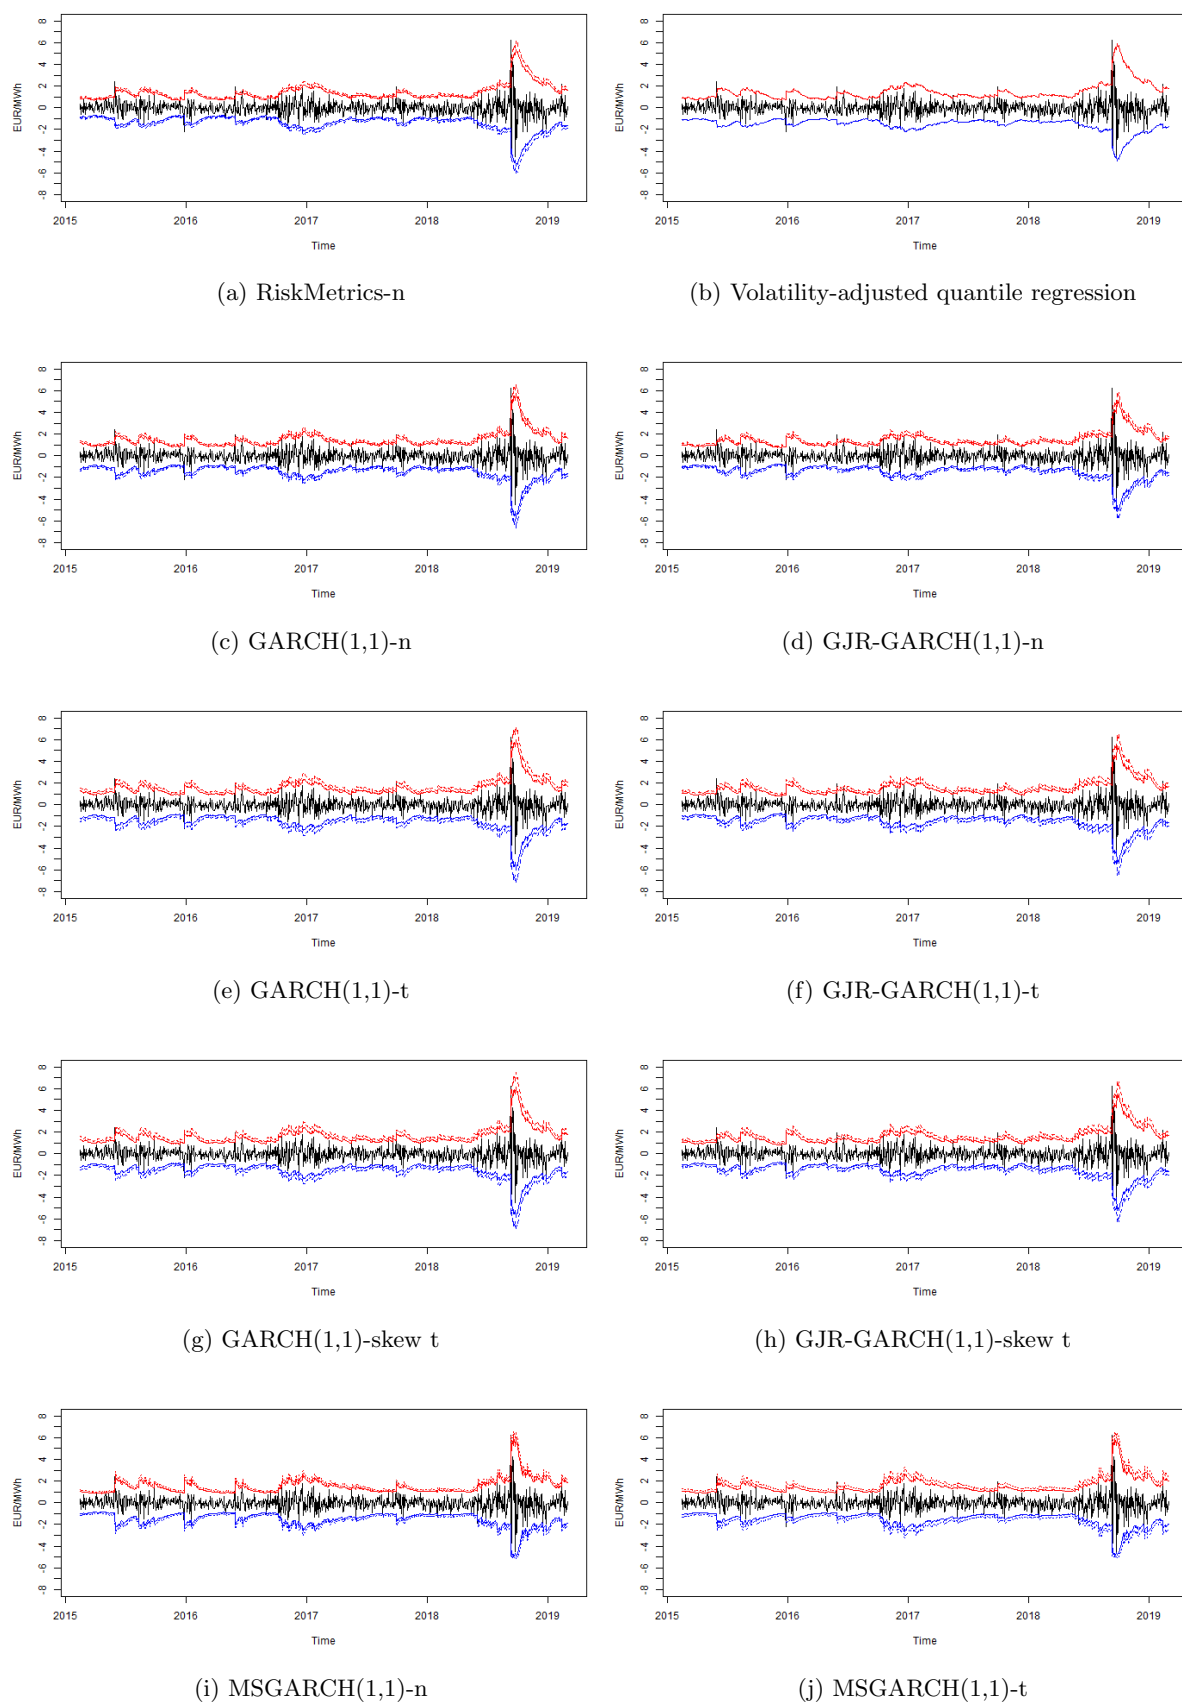 8
6
4
2
0
-2
-4
-6
-8
EUR/MWh
2015 2016 2017 2018 2019
Time
(a) RiskMetrics-n
8
6
4
2
0
-2
-4
-6
-8
EUR/MWh
2015 2016 2017 2018 2019
Time
(b) Volatility-adjusted quantile regression
8
6
4
2
0
-2
-4
-6
-8
EUR/MWh
2015 2016 2017 2018 2019
Time
(c) GARCH(1,1)-n
8
6
4
2
0
-2
-4
-6
-8
EUR/MWh
2015 2016 2017 2018 2019
Time
(d) GJR-GARCH(1,1)-n
8
6
4
2
0
-2
-4
-6
-8
EUR/MWh
2015 2016 2017 2018 2019
Time
(e) GARCH(1,1)-t
8
6
4
2
0
-2
-4
-6
-8
EUR/MWh
2015 2016 2017 2018 2019
Time
(f) GJR-GARCH(1,1)-t
8
6
4
2
0
-2
-4
-6
-8
EUR/MWh
2015 2016 2017 2018 2019
Time
(g) GARCH(1,1)-skew t
8
6
4
2
0
-2
-4
-6
-8
EUR/MWh
2015 2016 2017 2018 2019
Time
(h) GJR-GARCH(1,1)-skew t
8
6
4
2
0
-2
-4
-6
-8
EUR/MWh
2015 2016 2017 2018 2019
Time
(i) MSGARCH(1,1)-n
8
6
4
2
0
-2
-4
-6
-8
EUR/MWh
2015 2016 2017 2018 2019
Time
(j) MSGARCH(1,1)-t